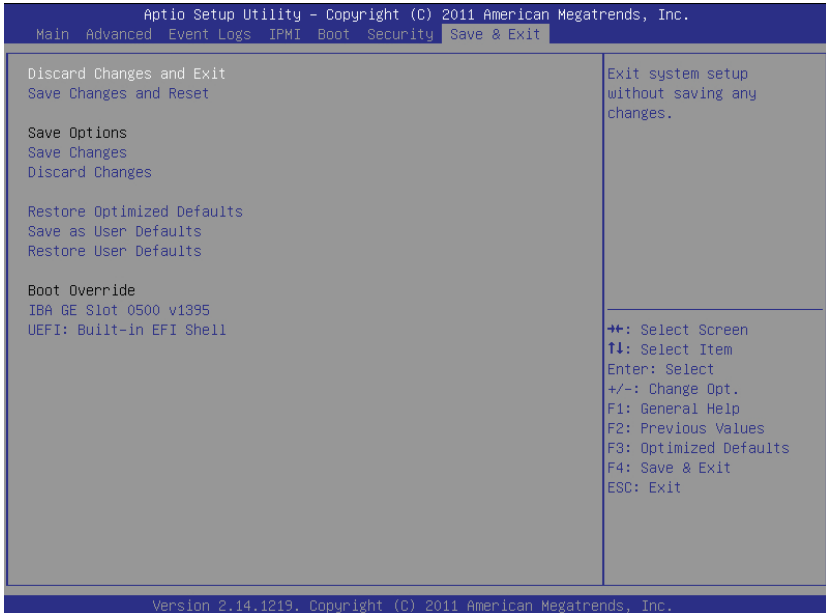 Aptio Setup Utility – Copyright (C) 2011 American Megatrends, Inc.
Main Advanced Event Logs IPMI Boot Security Save & Exit
Discard Changes and Exit
Save Changes and Reset
Save Options
Save Changes
Discard Changes
Restore Optimized Defaults
Save as User Defaults
Restore User Defaults
Boot Override
IBA GE Slot 0500 v1395
UEFI: Built-in EFI Shell
Exit system setup
without saving any
changes.
→←: Select Screen
↑↓: Select Item
Enter: Select
+/-: Change Opt.
F1: General Help
F2: Previous Values
F3: Optimized Defaults
F4: Save & Exit
ESC: Exit
Version 2.14.1219. Copyright (C) 2011 American Megatrends, Inc.